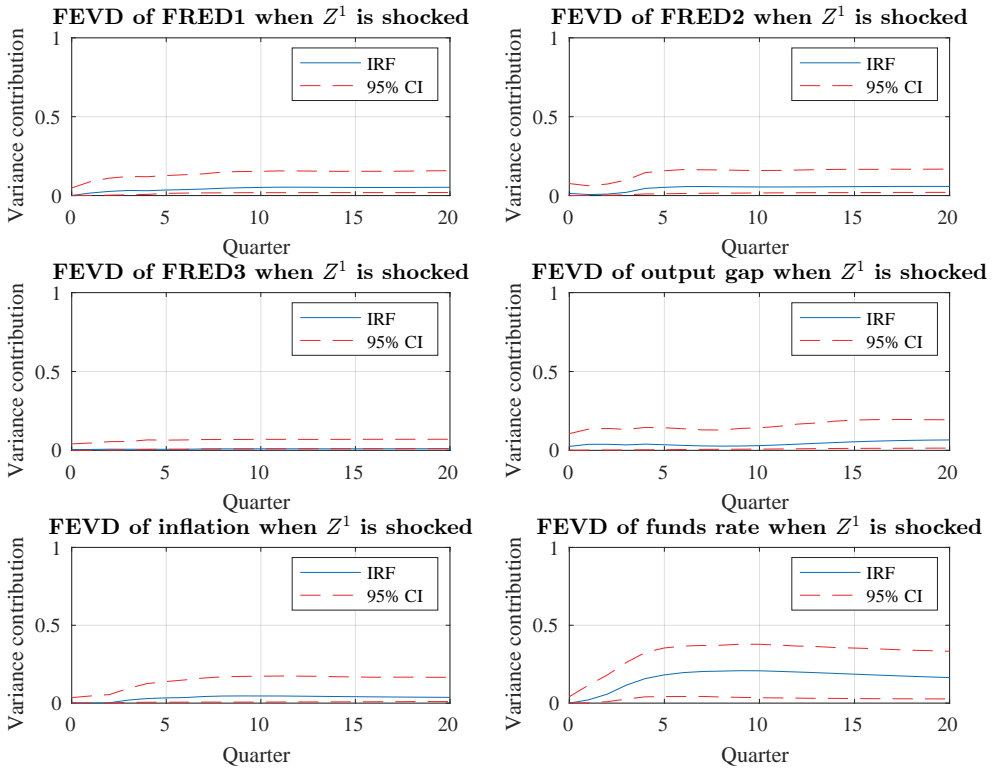 FEVD of FRED1 when Z¹ is shocked
1
0.5
0
Variance contribution
IRF
95% CI
0 5 10 15 20
Quarter
FEVD of FRED2 when Z¹ is shocked
1
0.5
0
Variance contribution
IRF
95% CI
0 5 10 15 20
Quarter
FEVD of FRED3 when Z¹ is shocked
1
0.5
0
Variance contribution
IRF
95% CI
0 5 10 15 20
Quarter
FEVD of output gap when Z¹ is shocked
1
0.5
0
Variance contribution
IRF
95% CI
0 5 10 15 20
Quarter
FEVD of inflation when Z¹ is shocked
1
0.5
0
Variance contribution
IRF
95% CI
0 5 10 15 20
Quarter
FEVD of funds rate when Z¹ is shocked
1
0.5
0
Variance contribution
IRF
95% CI
0 5 10 15 20
Quarter